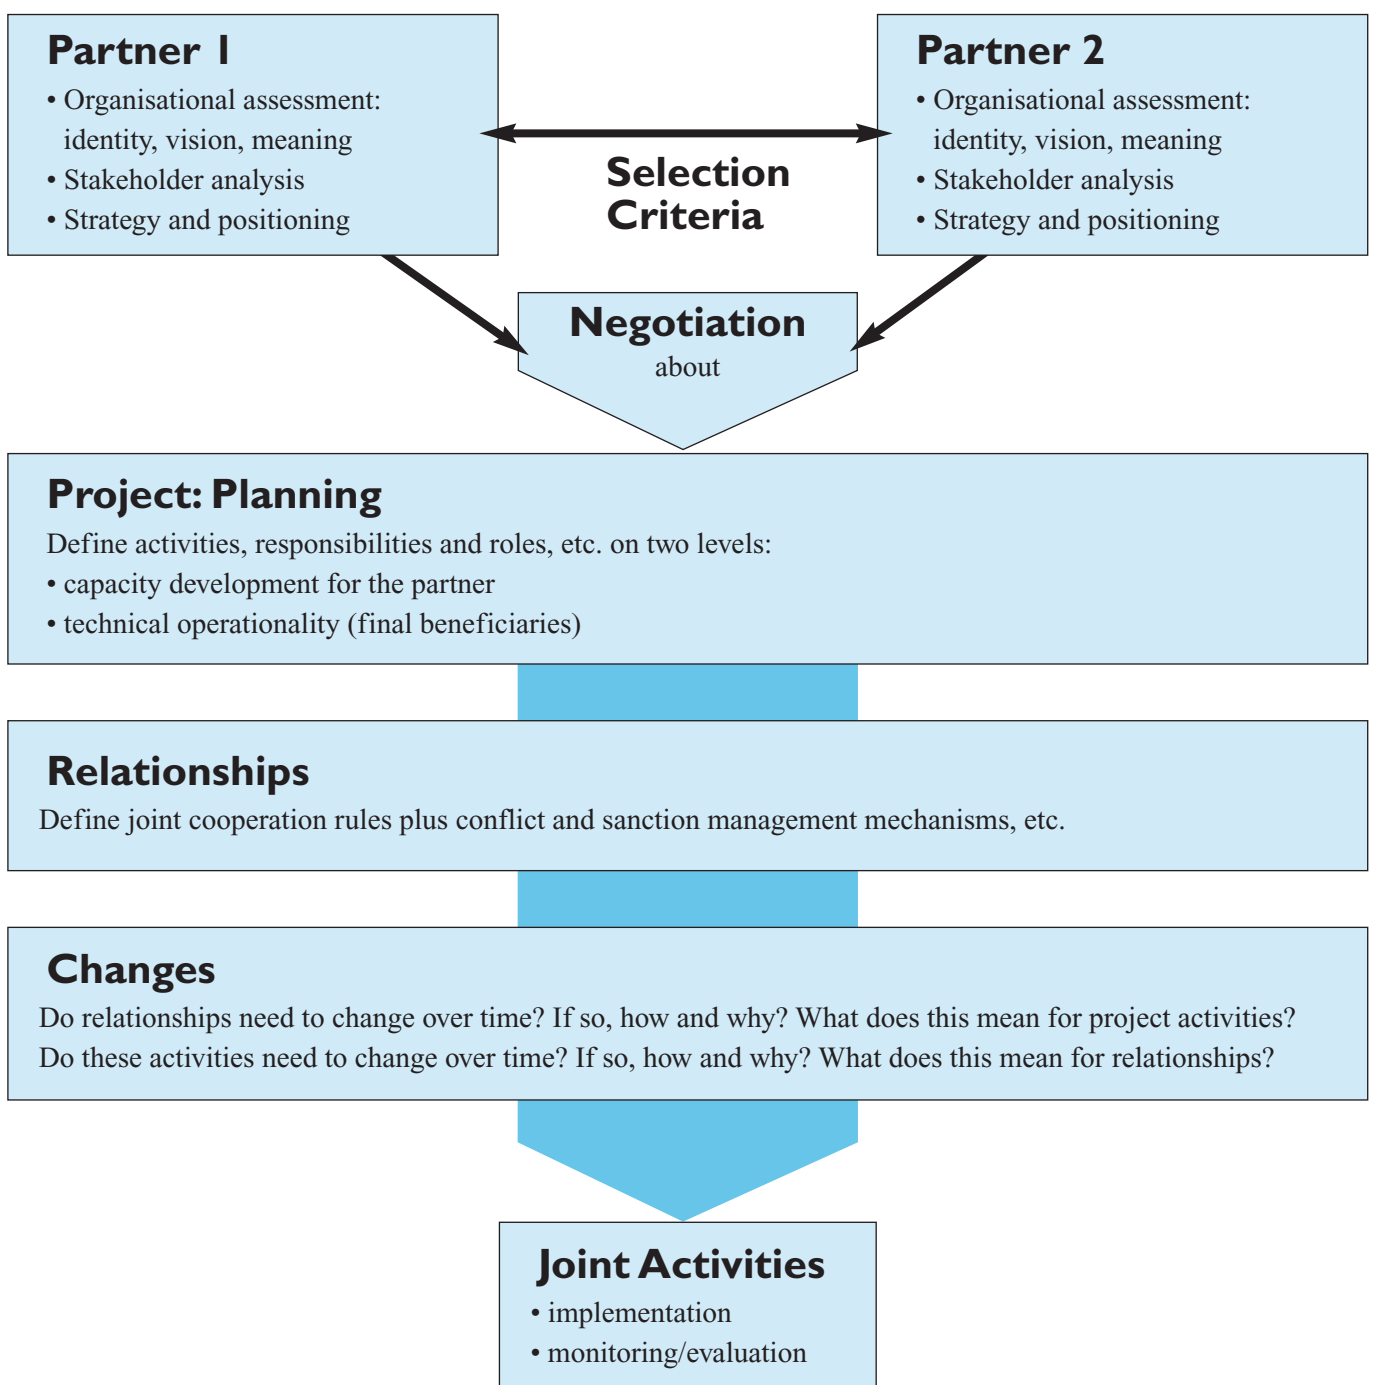 Partner 1
• Organisational assessment:
identity, vision, meaning
• Stakeholder analysis
• Strategy and positioning
Selection
Criteria
Partner 2
• Organisational assessment:
identity, vision, meaning
• Stakeholder analysis
• Strategy and positioning
Negotiation
about
Project: Planning
Define activities, responsibilities and roles, etc. on two levels:
• capacity development for the partner
• technical operationality (final beneficiaries)
Relationships
Define joint cooperation rules plus conflict and sanction management mechanisms, etc.
Changes
Do relationships need to change over time? If so, how and why? What does this mean for project activities?
Do these activities need to change over time? If so, how and why? What does this mean for relationships?
Joint Activities
• implementation
• monitoring/evaluation